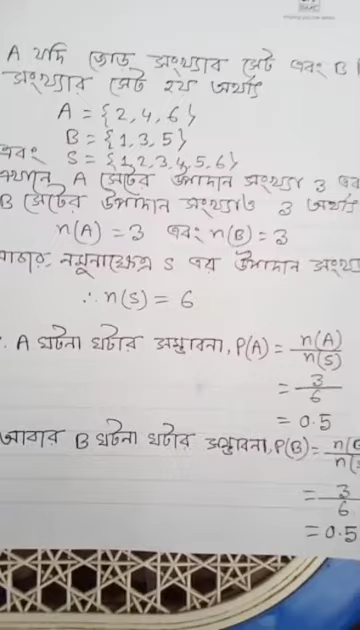 A যদি জোড় সংখ্যার সেট এবং B
সংখ্যার সেট হয় অর্থাৎ
A = {2, 4, 6}
B = {1, 3, 5}
এবং S = {1, 2, 3, 4, 5, 6}
এখানে A সেটের উপাদান সংখ্যা 3
B সেটের উপাদান সংখ্যাও 3 অর্থাৎ
n(A) = 3 এবং n(B) = 3
নমুনাক্ষেত্র S এর উপাদান
∴ n(S) = 6
A ঘটনা ঘটার সম্ভাবনা, P(A) = n(A)/n(S)
= 3/6
= 0.5
আবার B ঘটনা ঘটার সম্ভাবনা, P(B) =
= 3/6
= 0.5